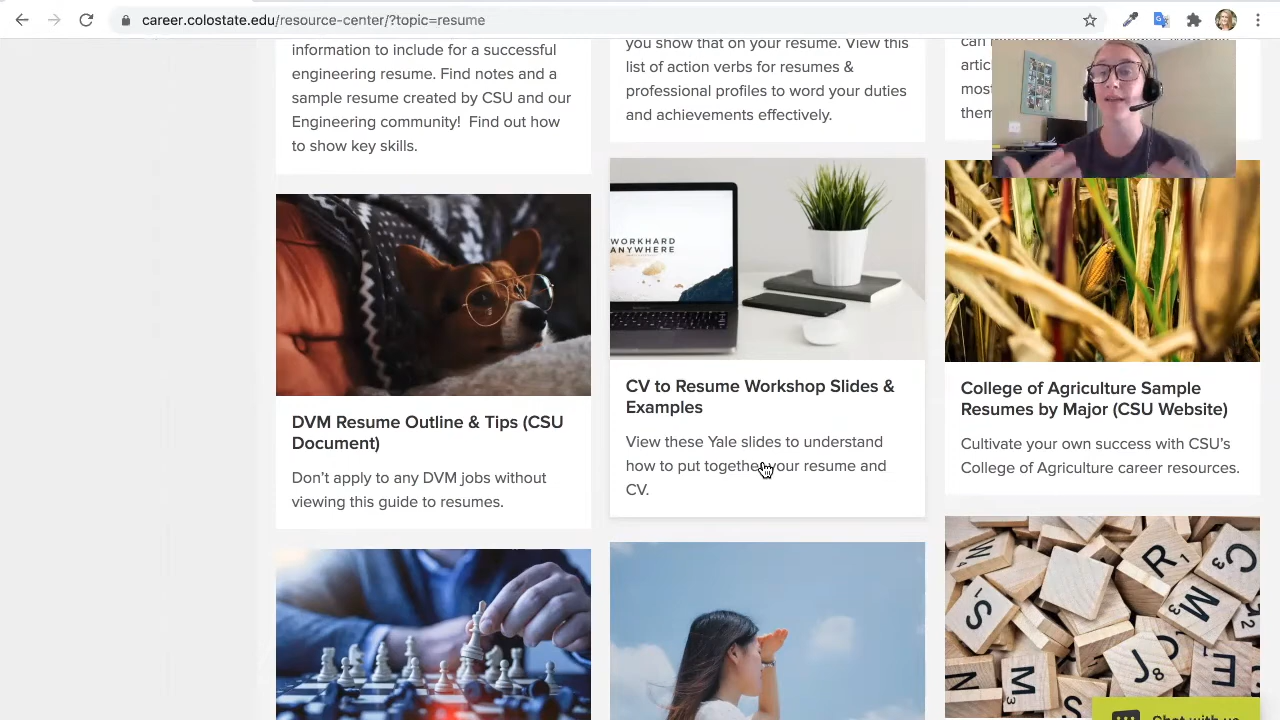 career.colostate.edu/resource-center/?topic=resume
information to include for a successful
engineering resume. Find notes and a
sample resume created by CSU and our
Engineering community! Find out how
to show key skills.
you show that on your resume. View this
list of action verbs for resumes &
professional profiles to word your duties
and achievements effectively.
can
artic
most
them
WORKHARD
ANYWHERE
DVM Resume Outline & Tips (CSU
Document)
Don't apply to any DVM jobs without
viewing this guide to resumes.
CV to Resume Workshop Slides &
Examples
View these Yale slides to understand
how to put together your resume and
CV.
College of Agriculture Sample
Resumes by Major (CSU Website)
Cultivate your own success with CSU's
College of Agriculture career resources.
W
R
C
S
M
J
M
E
Chat with us